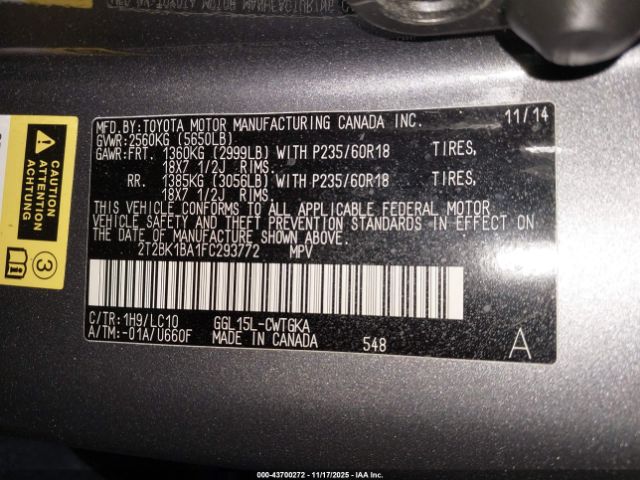 MFD. BY: TOYOTA MOTOR MANUFACTURING CANADA INC. 11/14
GVWR: 2560KG (5650LB)
GAWR: FRT. 1360KG (2999LB) WITH P235/60R18 TIRES,
18X7 1/2J RIMS.
RR. 1385KG (3056LB) WITH P235/60R18 TIRES,
18X7 1/2J RIMS.
THIS VEHICLE CONFORMS TO ALL APPLICABLE FEDERAL MOTOR
VEHICLE SAFETY AND THEFT PREVENTION STANDARDS IN EFFECT ON
THE DATE OF MANUFACTURE SHOWN ABOVE.
2T2BK1BA1FC293772 MPV
C/TR: 1H9/LC10 GGL15L-CWTGKA
A/TM: -01A/U660F MADE IN CANADA 548 A
CAUTION
ATTENTION
ACHTUNG
3
000-43700272 — 11/17/2025 — IAAI, Inc.